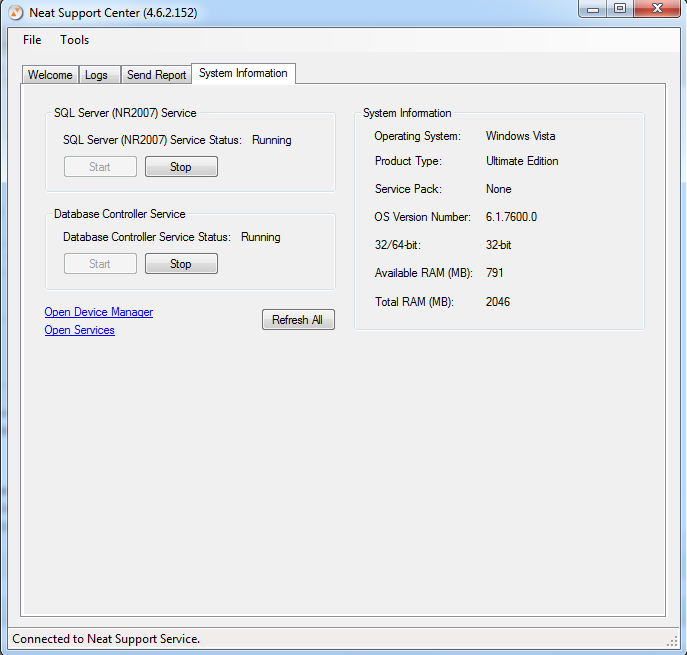 Neat Support Center (4.6.2.152)
File Tools
Welcome Logs Send Report System Information
SQL Server (NR2007) Service
SQL Server (NR2007) Service Status: Running
Start Stop
Database Controller Service
Database Controller Service Status: Running
Start Stop
Open Device Manager
Open Services
Refresh All
System Information
Operating System: Windows Vista
Product Type: Ultimate Edition
Service Pack: None
OS Version Number: 6.1.7600.0
32/64-bit: 32-bit
Available RAM (MB): 791
Total RAM (MB): 2046
Connected to Neat Support Service.